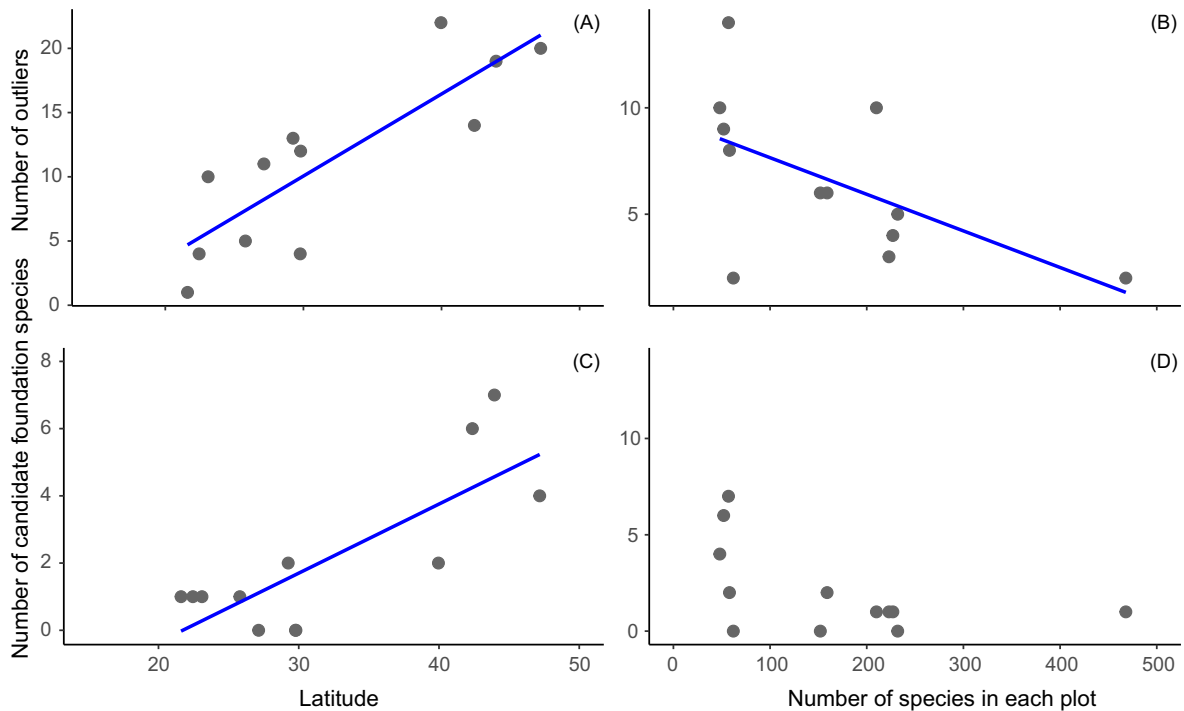 (A)
Number of outliers
20
15
10
5
0
(B)
10
5
(C)
Number of candidate foundation species
8
6
4
2
0
20 30 40 50
Latitude
(D)
10
5
0
0 100 200 300 400 500
Number of species in each plot